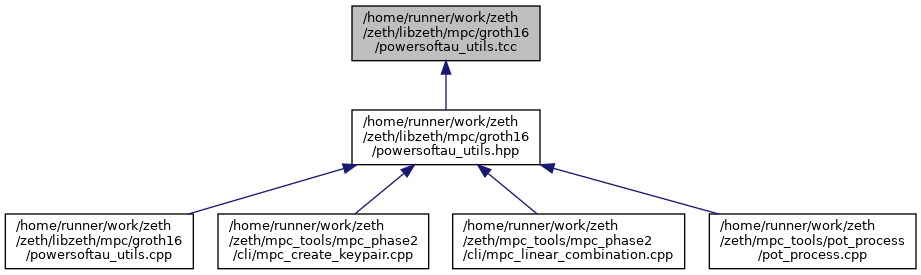 /home/runner/work/zeth
/zeth/libzeth/mpc/groth16
/powersoftau_utils.tcc
/home/runner/work/zeth
/zeth/libzeth/mpc/groth16
/powersoftau_utils.hpp
/home/runner/work/zeth
/zeth/libzeth/mpc/groth16
/powersoftau_utils.cpp
/home/runner/work/zeth
/zeth/mpc_tools/mpc_phase2
/cli/mpc_create_keypair.cpp
/home/runner/work/zeth
/zeth/mpc_tools/mpc_phase2
/cli/mpc_linear_combination.cpp
/home/runner/work/zeth
/zeth/mpc_tools/pot_process
/pot_process.cpp